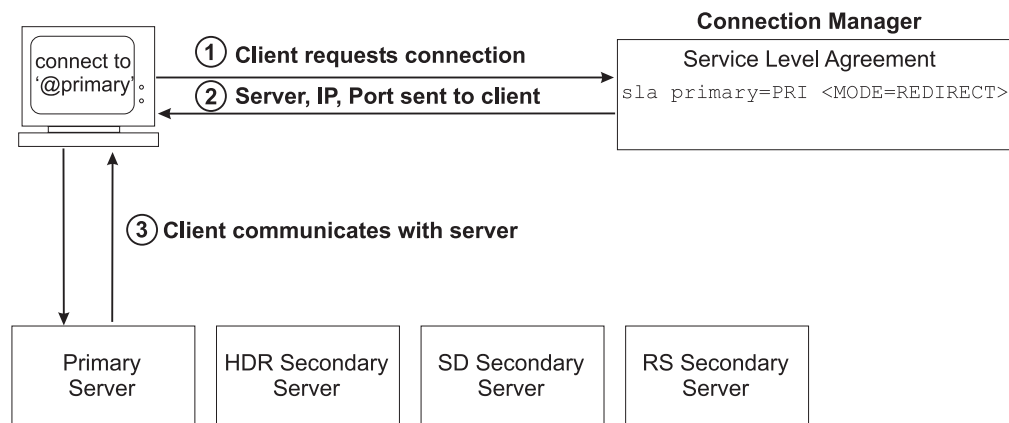 Connection Manager
connect to
‘@primary’
1 Client requests connection
2 Server, IP, Port sent to client
Service Level Agreement
sla primary=PRI <MODE=REDIRECT>
3 Client communicates with server
Primary
Server
HDR Secondary
Server
SD Secondary
Server
RS Secondary
Server